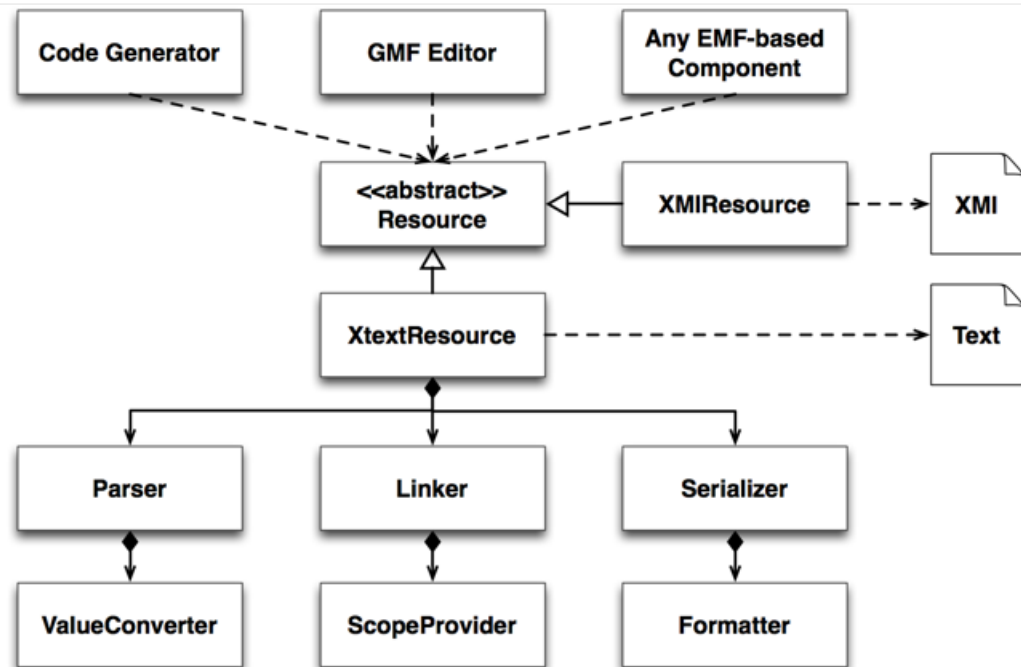 Code Generator
GMF Editor
Any EMF-based
Component
<<abstract>>
Resource
XMIResource
XMI
XtextResource
Text
Parser
Linker
Serializer
ValueConverter
ScopeProvider
Formatter